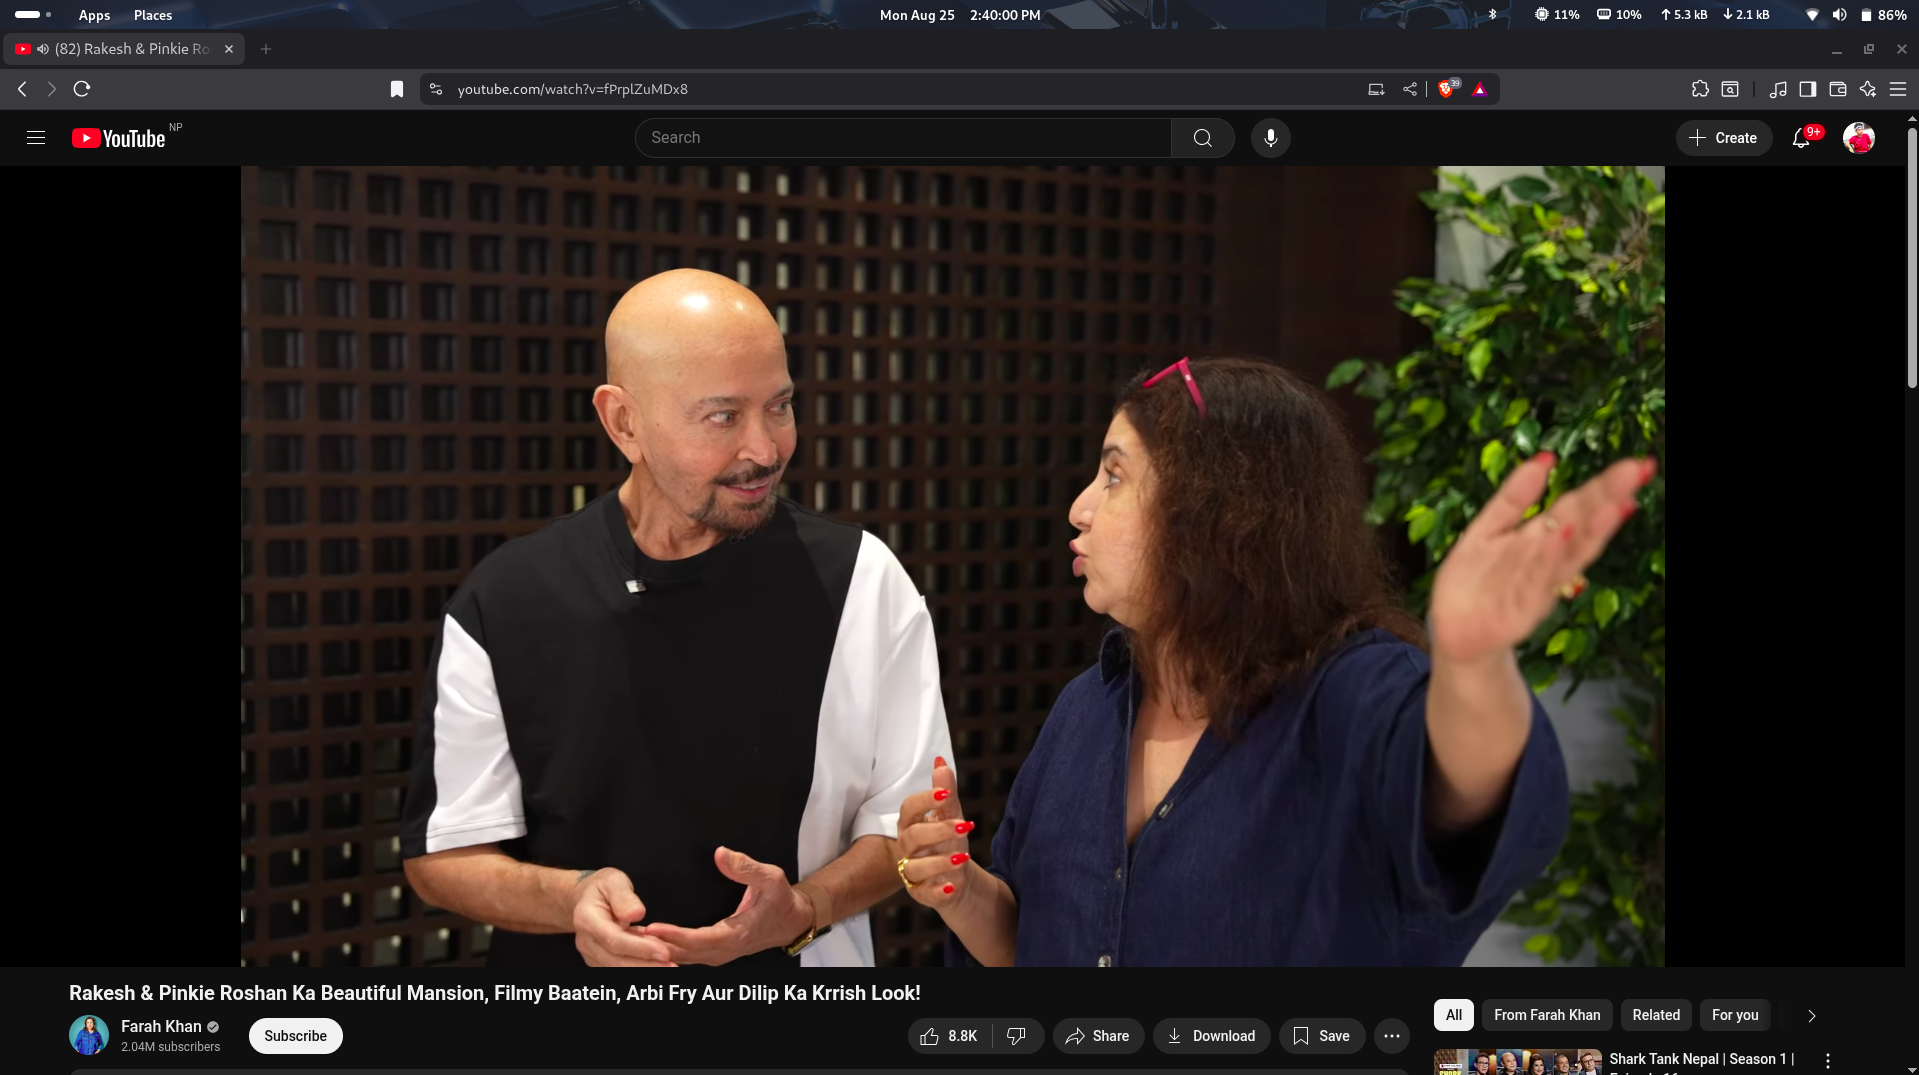 Apps Places Mon Aug 25 2:40:00 PM 11% 10% 5.3 kB 2.1 kB 86%
(82) Rakesh & Pinkie Ro
youtube.com/watch?v=fPrplZuMDx8 39
YouTube NP Search Create 9+
Rakesh & Pinkie Roshan Ka Beautiful Mansion, Filmy Baatein, Arbi Fry Aur Dilip Ka Krrish Look!
Farah Khan
2.04M subscribers
Subscribe
8.8K Share Download Save
All From Farah Khan Related For you
Shark Tank Nepal | Season 1 |